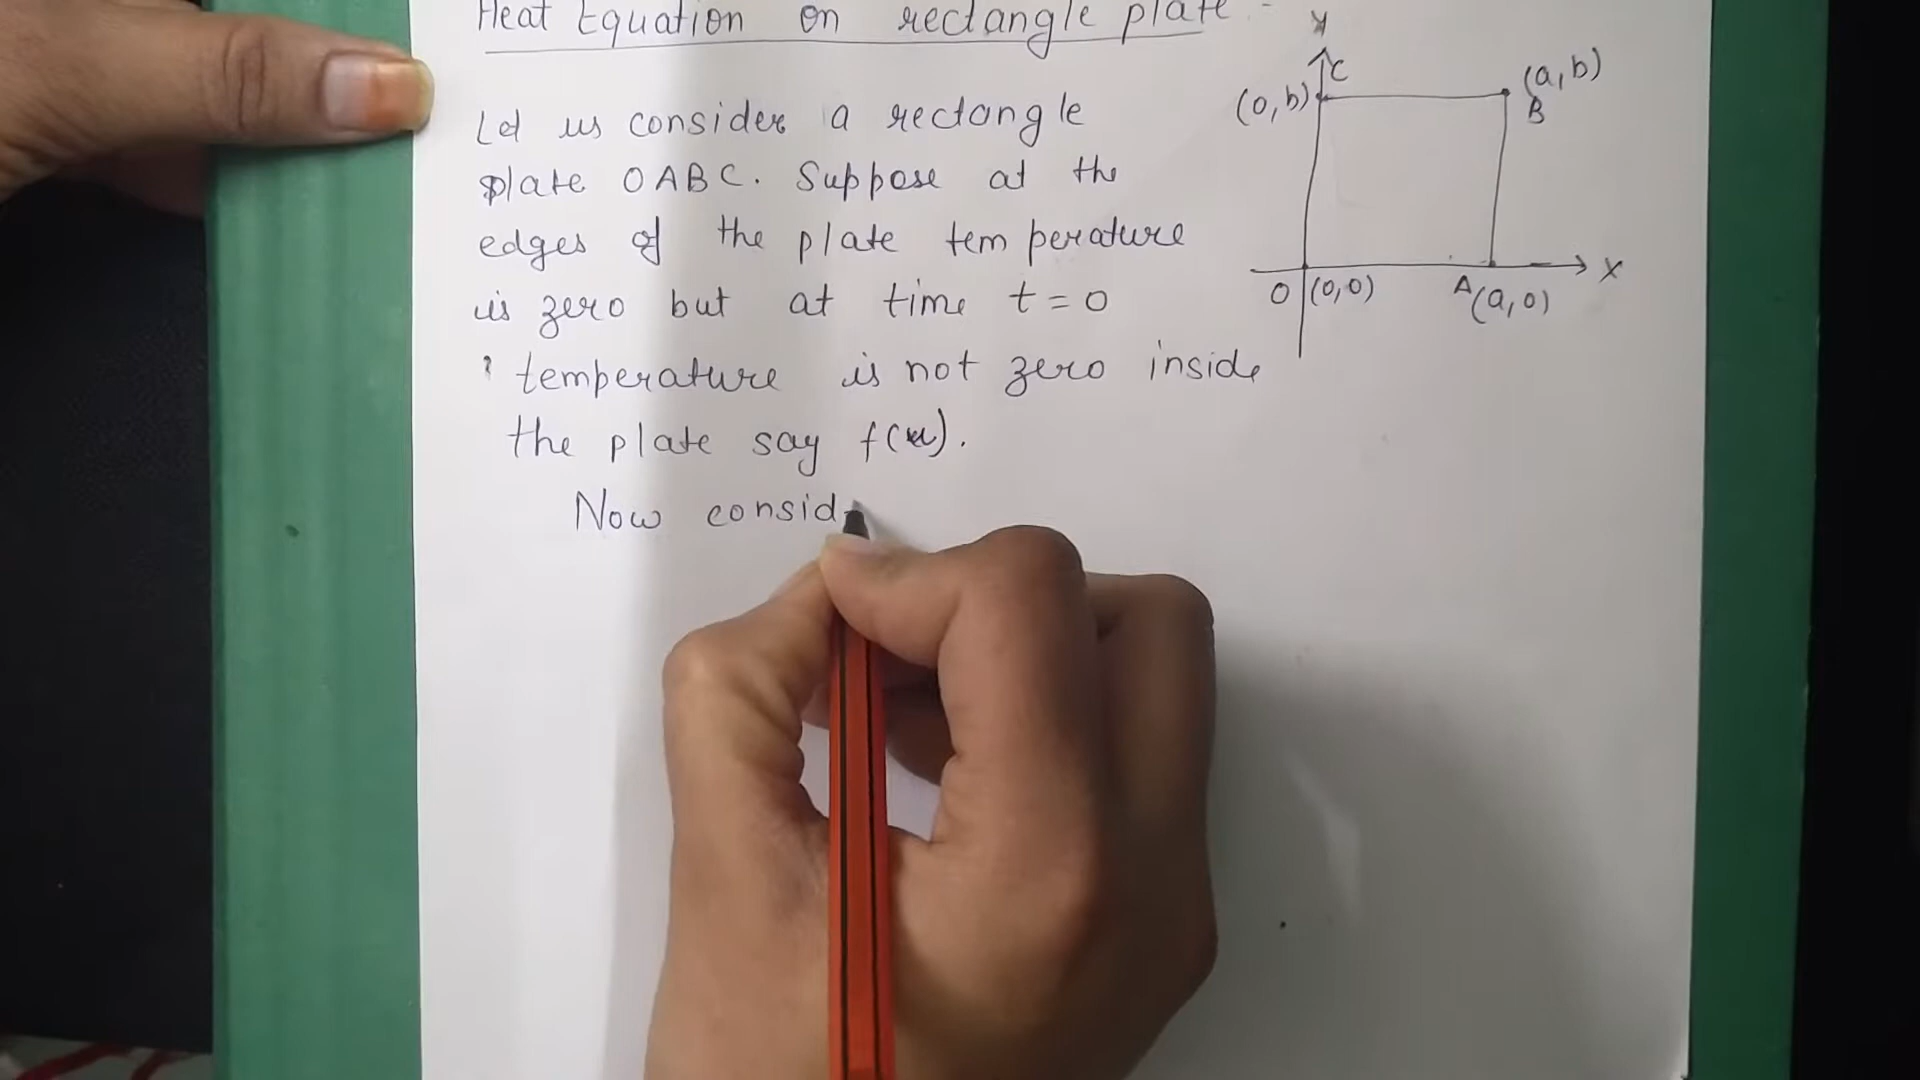 Heat Equation on rectangle plate -
Let us consider a rectangle
plate OABC. Suppose at the
edges of the plate temperature
is zero but at time t = 0
temperature is not zero inside
the plate say f(x).
Now consid
Y
C
(0,b)
(a,b)
B
X
O (0,0)
A (a,0)